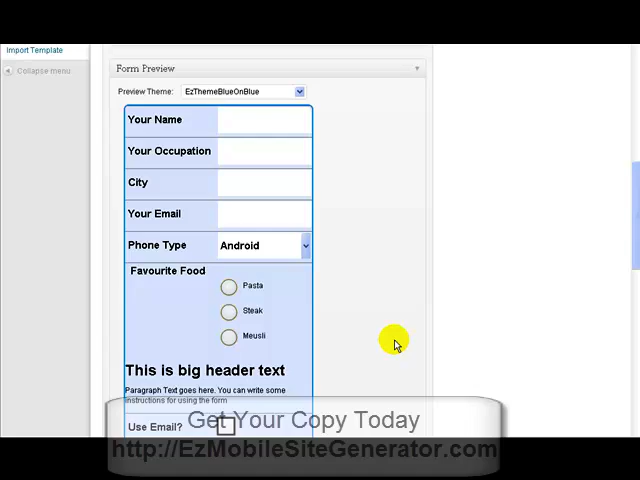 Import Template
Collapse menu
Form Preview
Preview Theme: EzThemeBlueOnBlue
Your Name
Your Occupation
City
Your Email
Phone Type Android
Favourite Food
Pasta
Steak
Meusli
This is big header text
Paragraph Text goes here. You can write some
instructions for using the form
Use Email?
Get Your Copy Today
http://EzMobileSiteGenerator.com